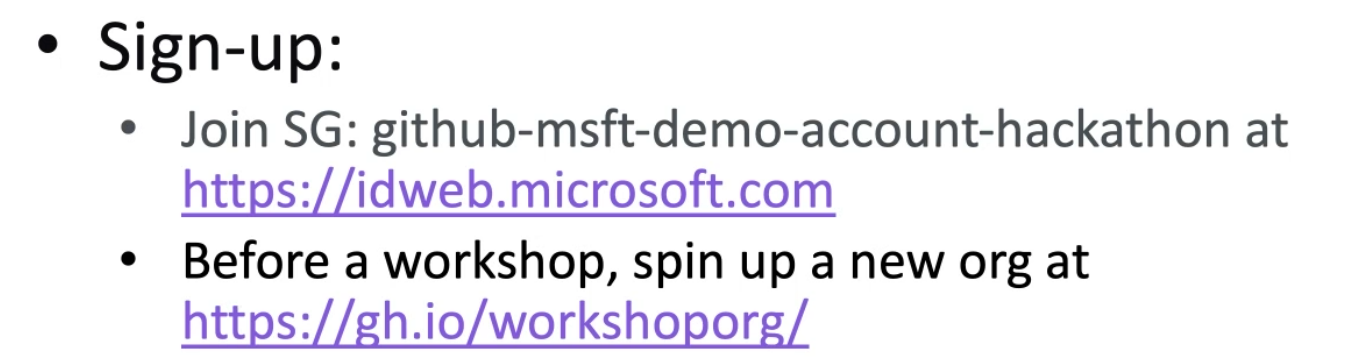 • Sign-up:
• Join SG: github-msft-demo-account-hackathon at
https://idweb.microsoft.com
• Before a workshop, spin up a new org at
https://gh.io/workshoporg/